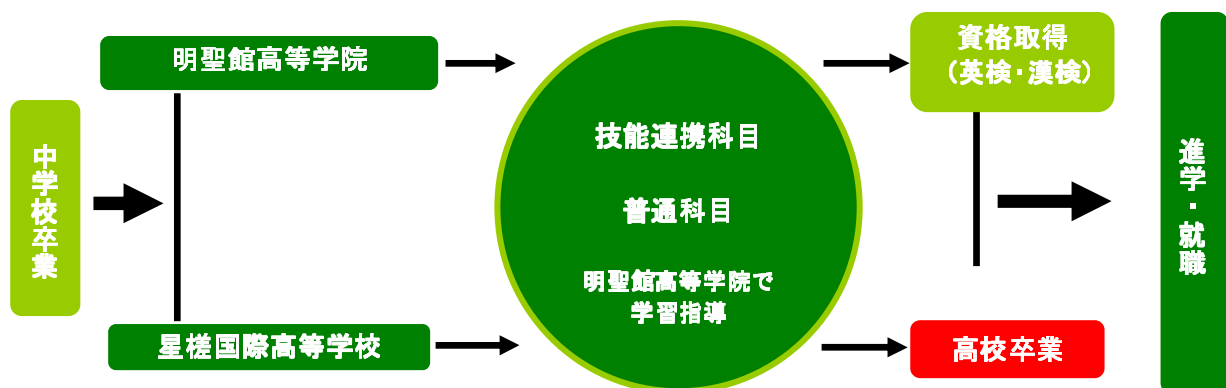 中学校卒業
明聖館高等学院
星槎国際高等学校
技能連携科目
普通科目
明聖館高等学院で
学習指導
資格取得
（英検・漢検）
高校卒業
進学・就職